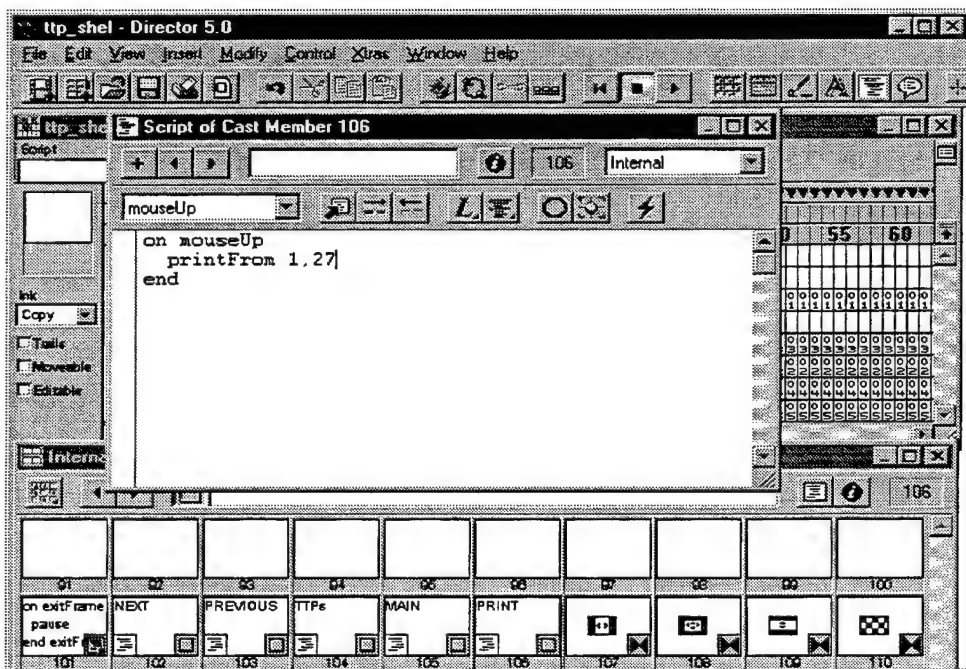 ttp_shel - Director 5.0
File Edit View Insert Modify Control Xtras Window Help
ttp_she
Script of Cast Member 106
Script
106 Internal
mouseUp
on mouseUp
printFrom 1,27
end
55 60
Ink
Copy
Trails
Moveable
Editable
Interna
106
91 92 93 94 95 96 97 98 99 100
on exitFrame
pause
end exitF
NEXT
PREVIOUS
TTPs
MAIN
PRINT
101 102 103 104 105 106 107 108 109 110